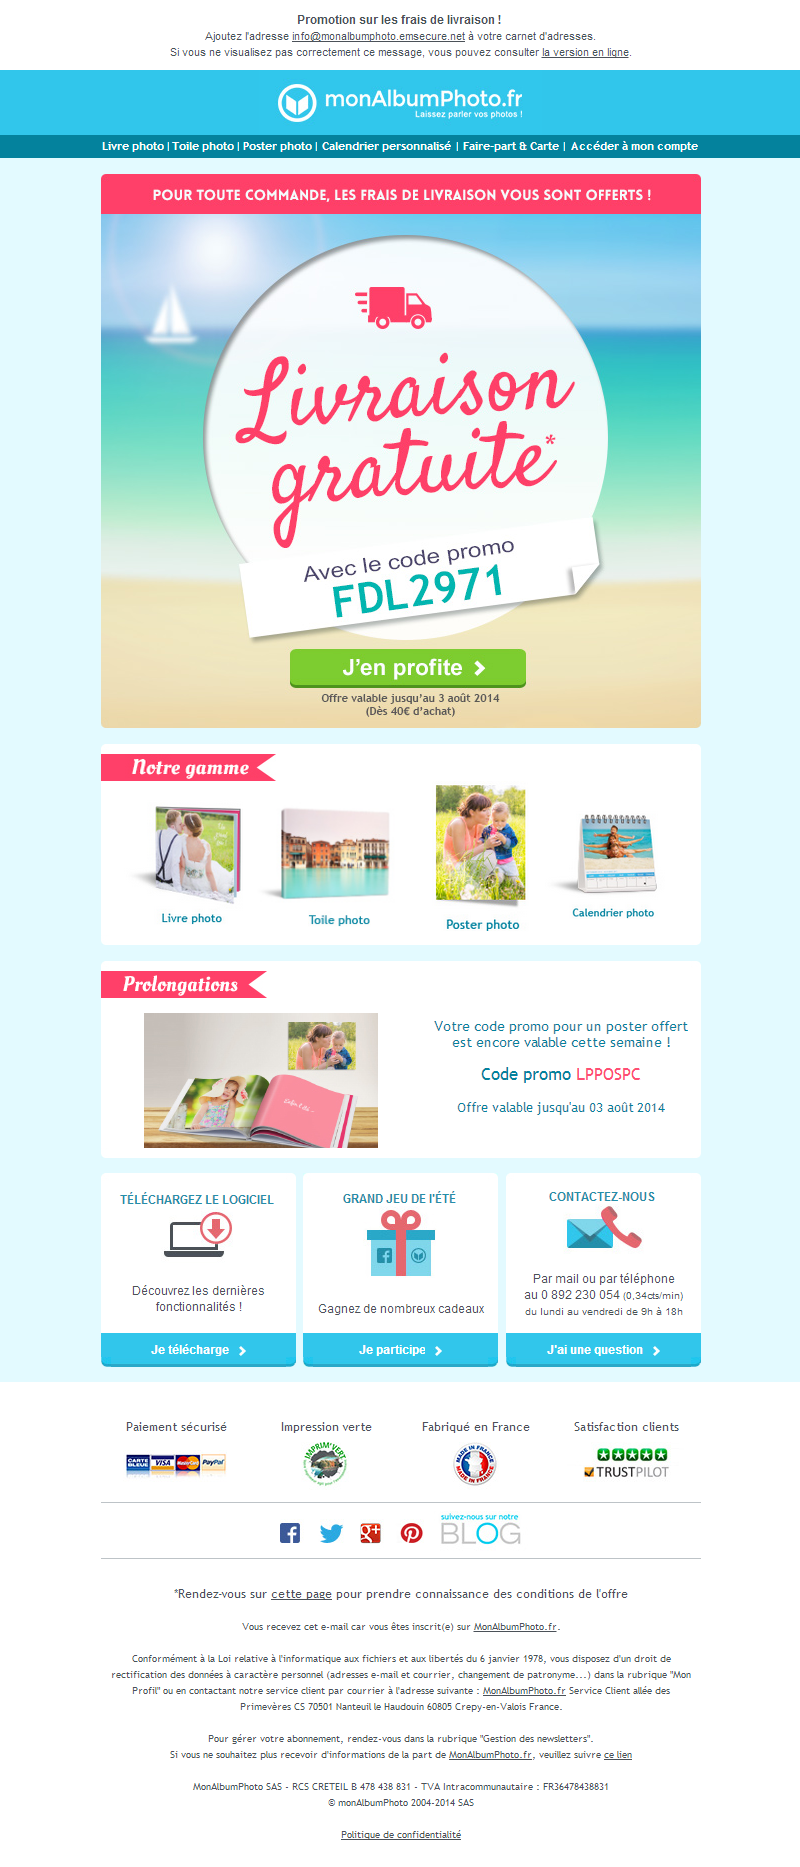 Promotion sur les frais de livraison !
Ajoutez l'adresse info@monalbumphoto.emsecure.net à votre carnet d'adresses.
Si vous ne visualisez pas correctement ce message, vous pouvez consulter la version en ligne.
monAlbumPhoto.fr
Laissez parler vos photos !
Livre photo | Toile photo | Poster photo | Calendrier personnalisé | Faire-part & Carte | Accéder à mon compte
POUR TOUTE COMMANDE, LES FRAIS DE LIVRAISON VOUS SONT OFFERTS !
Livraison
gratuite*
Avec le code promo
FDL2971
J'en profite
Offre valable jusqu'au 3 août 2014
(Dès 40€ d'achat)
Notre gamme
Livre photo
Toile photo
Poster photo
Calendrier photo
Prolongations
Votre code promo pour un poster offert
est encore valable cette semaine !
Code promo LPPOSPC
Offre valable jusqu'au 03 août 2014
TÉLÉCHARGEZ LE LOGICIEL
Découvrez les dernières
fonctionnalités !
Je télécharge
GRAND JEU DE l'ÉTÉ
Gagnez de nombreux cadeaux
Je participe
CONTACTEZ-NOUS
Par mail ou par téléphone
au 0 892 230 054 (0,34cts/min)
du lundi au vendredi de 9h à 18h
J'ai une question
Paiement sécurisé
Impression verte
Fabriqué en France
Satisfaction clients
CARTE BLEUE VISA MasterCard PayPal
IMPRIM'VERT
MADE IN FRANCE
MADE IN FRANCE
TRUSTPILOT
suivez-nous sur notre
BLOG
*Rendez-vous sur cette page pour prendre connaissance des conditions de l'offre
Vous recevez cet e-mail car vous êtes inscrit(e) sur MonAlbumPhoto.fr.
Conformément à la Loi relative à l'informatique aux fichiers et aux libertés du 6 janvier 1978, vous disposez d'un droit de
rectification des données à caractère personnel (adresses e-mail et courrier, changement de patronyme...) dans la rubrique "Mon
Profil" ou en contactant notre service client par courrier à l'adresse suivante : MonAlbumPhoto.fr Service Client allée des
Primevères CS 70501 Nanteuil le Haudouin 60805 Crepy-en-Valois France.
Pour gérer votre abonnement, rendez-vous dans la rubrique "Gestion des newsletters".
Si vous ne souhaitez plus recevoir d'informations de la part de MonAlbumPhoto.fr, veuillez suivre ce lien
MonAlbumPhoto SAS - RCS CRETEIL B 478 438 831 - TVA Intracommunautaire : FR36478438831
© monAlbumPhoto 2004-2014 SAS
Politique de confidentialité